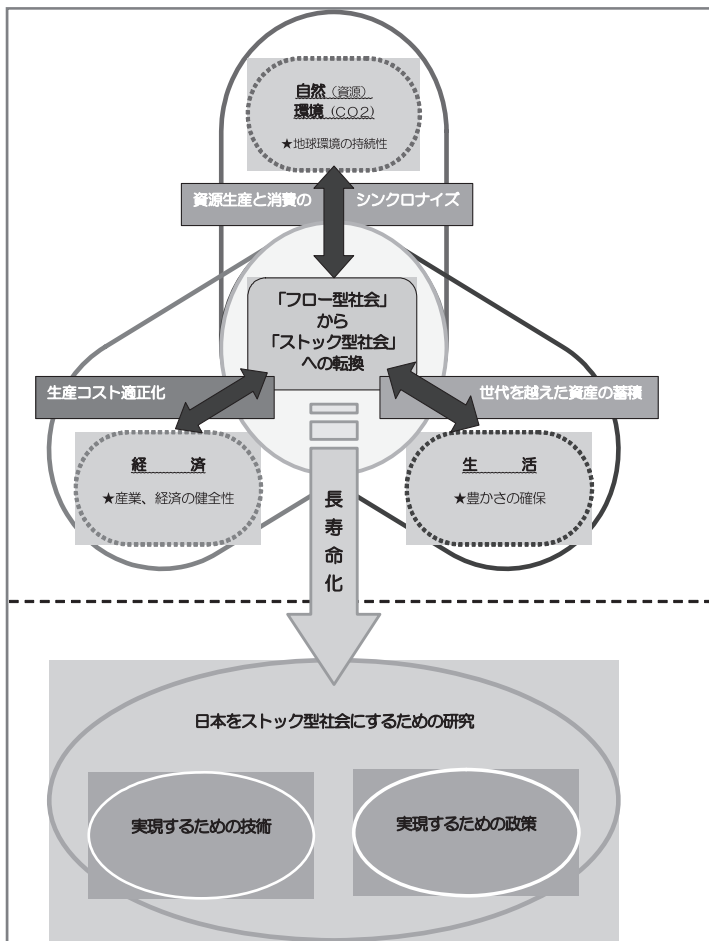 自然(資源)
環境(CO2)
★地球環境の持続性
資源生産と消費の　シンクロナイズ
「フロー型社会」
から
「ストック型社会」
への転換
生産コスト適正化
世代を越えた資産の蓄積
経　済
★産業、経済の健全性
生　活
★豊かさの確保
長
寿
命
化
日本をストック型社会にするための研究
実現するための技術
実現するための政策